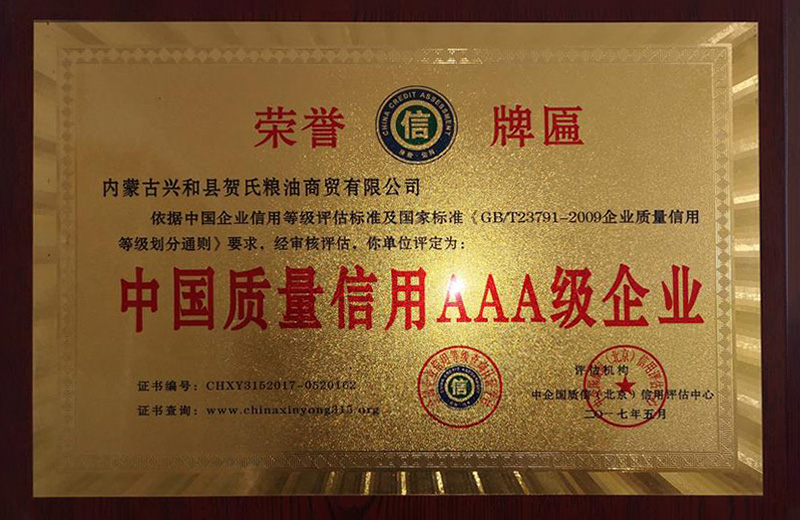 荣誉 牌匾
CHINA CREDIT ASSESSMENT
信
内蒙古兴和县贺氏粮油商贸有限公司
依据中国企业信用等级评估标准及国家标准《GB/T23791-2009企业质量信用
等级划分通则》要求，经审核评估，你单位评定为：
中国质量信用AAA级企业
证书编号：CHXY3152017-0520162
证书查询：www.chinaxinyong315.org
信
评估机构
中企国质信（北京）信用评估中心
二〇一七年五月